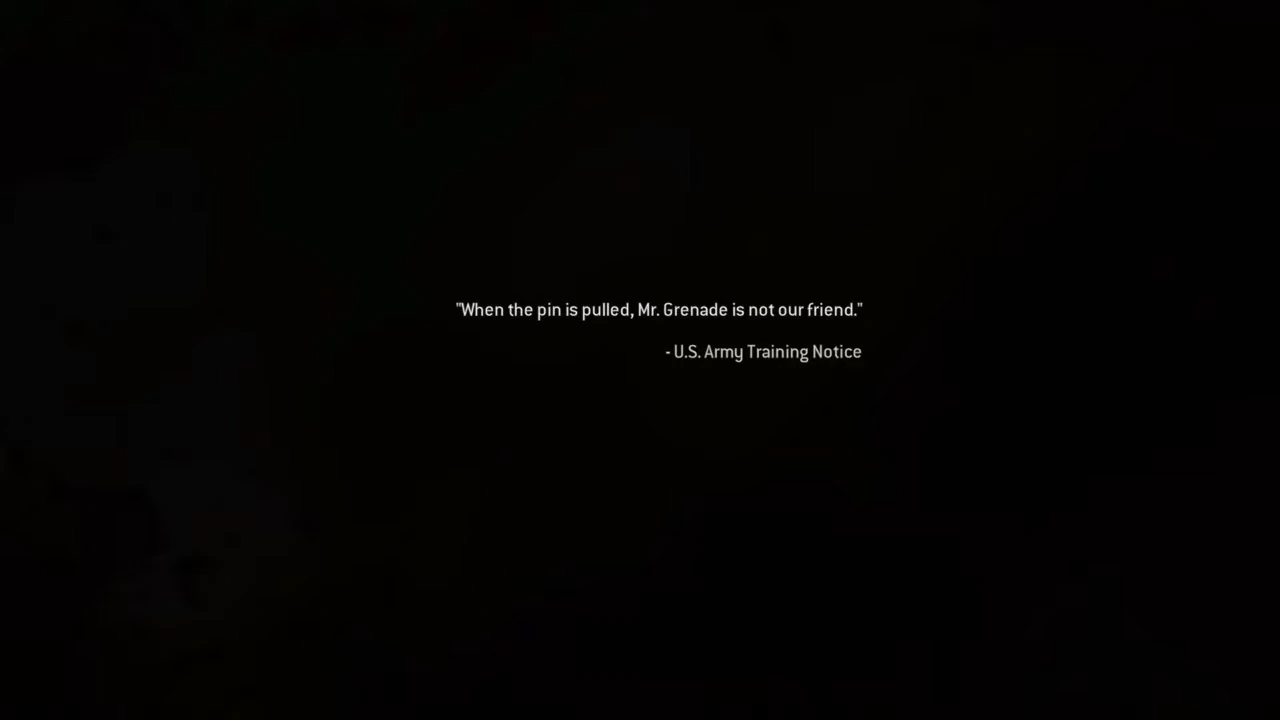 "When the pin is pulled, Mr. Grenade is not our friend."
- U.S. Army Training Notice